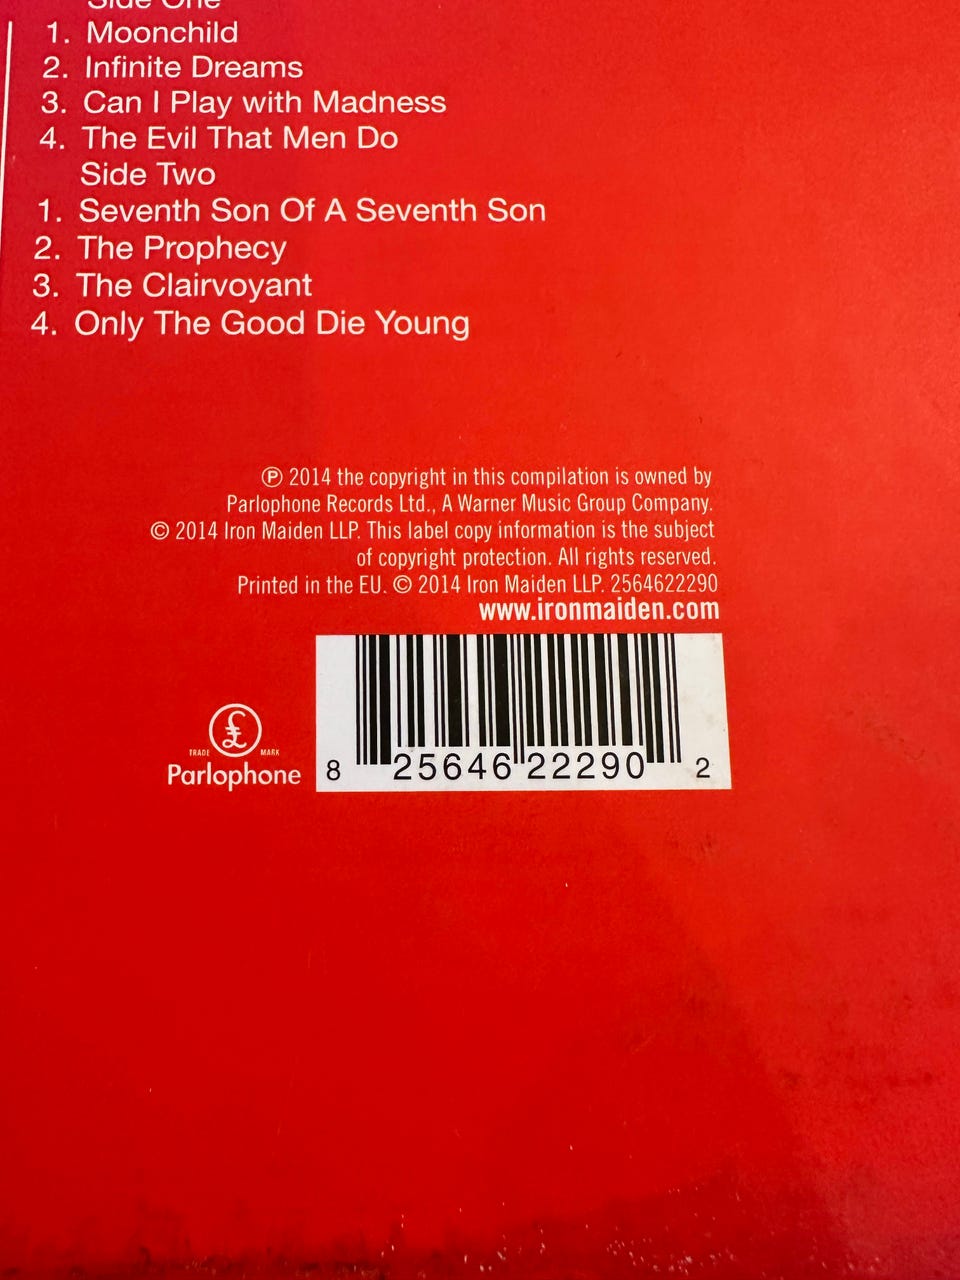 Side One
1. Moonchild
2. Infinite Dreams
3. Can I Play with Madness
4. The Evil That Men Do
Side Two
1. Seventh Son Of A Seventh Son
2. The Prophecy
3. The Clairvoyant
4. Only The Good Die Young
℗ 2014 the copyright in this compilation is owned by
Parlophone Records Ltd., A Warner Music Group Company.
© 2014 Iron Maiden LLP. This label copy information is the subject
of copyright protection. All rights reserved.
Printed in the EU. © 2014 Iron Maiden LLP. 2564622290
www.ironmaiden.com
£
TRADE MARK
Parlophone
8 25646 22290 2